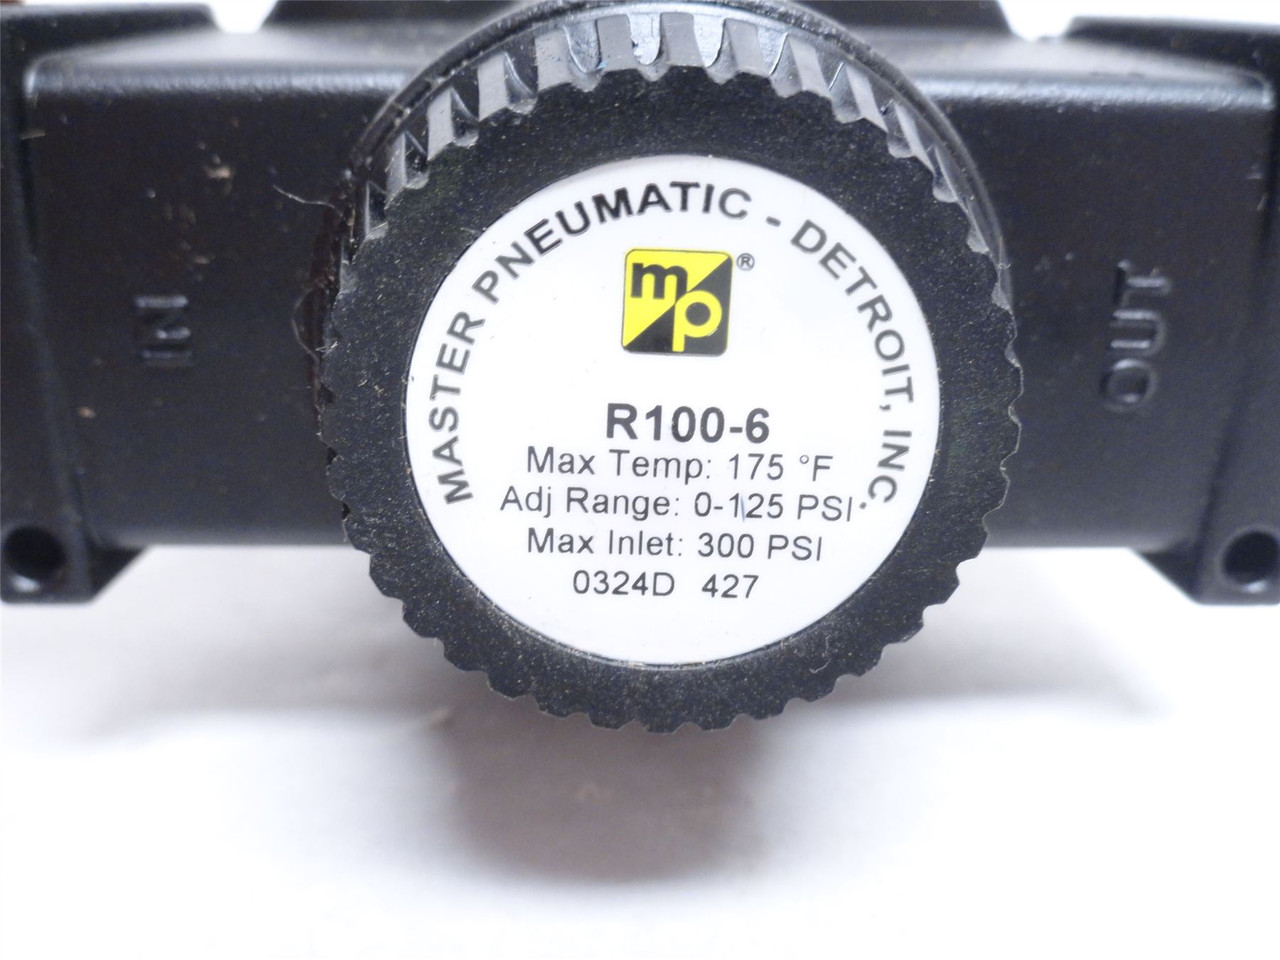 MASTER PNEUMATIC - DETROIT, INC.
mp®
R100-6
Max Temp: 175 °F
Adj Range: 0-125 PSI
Max Inlet: 300 PSI
0324D 427
IN
OUT